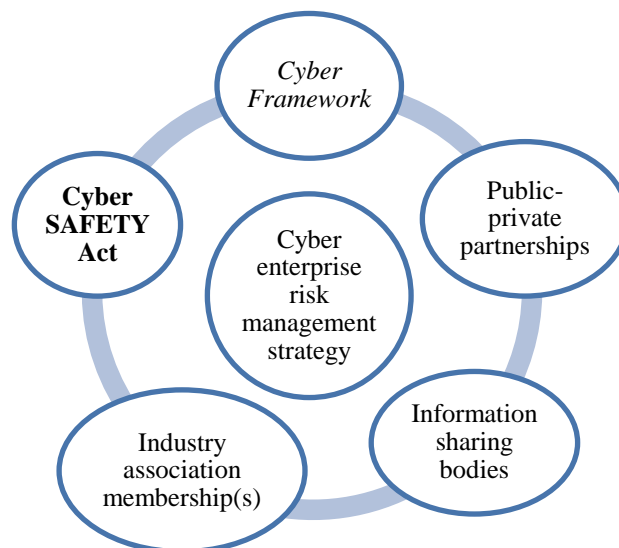 Cyber
Framework
Public-
private
partnerships
Information
sharing
bodies
Industry
association
membership(s)
Cyber
SAFETY
Act
Cyber
enterprise
risk
management
strategy